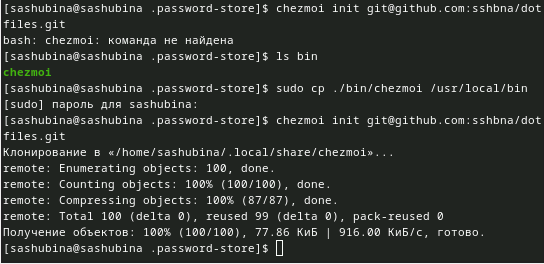 [sashubina@sashubina .password-store]$ chezmoi init git@github.com:sshbna/dot
files.git
bash: chezmoi: команда не найдена
[sashubina@sashubina .password-store]$ ls bin
chezmoi
[sashubina@sashubina .password-store]$ sudo cp ./bin/chezmoi /usr/local/bin
[sudo] пароль для sashubina:
[sashubina@sashubina .password-store]$ chezmoi init git@github.com:sshbna/dot
files.git
Клонирование в «/home/sashubina/.local/share/chezmoi»...
remote: Enumerating objects: 100, done.
remote: Counting objects: 100% (100/100), done.
remote: Compressing objects: 100% (87/87), done.
remote: Total 100 (delta 0), reused 99 (delta 0), pack-reused 0
Получение объектов: 100% (100/100), 77.86 КиБ | 916.00 КиБ/с, готово.
[sashubina@sashubina .password-store]$